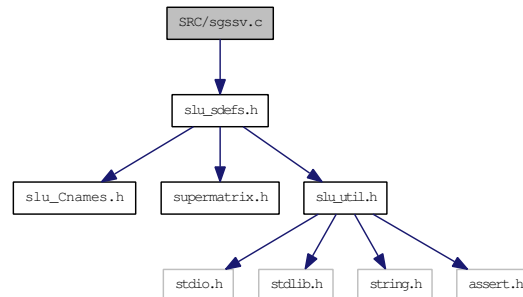 SRC/sgssv.c
slu_sdefs.h
slu_Cnames.h
supermatrix.h
slu_util.h
stdio.h
stdlib.h
string.h
assert.h